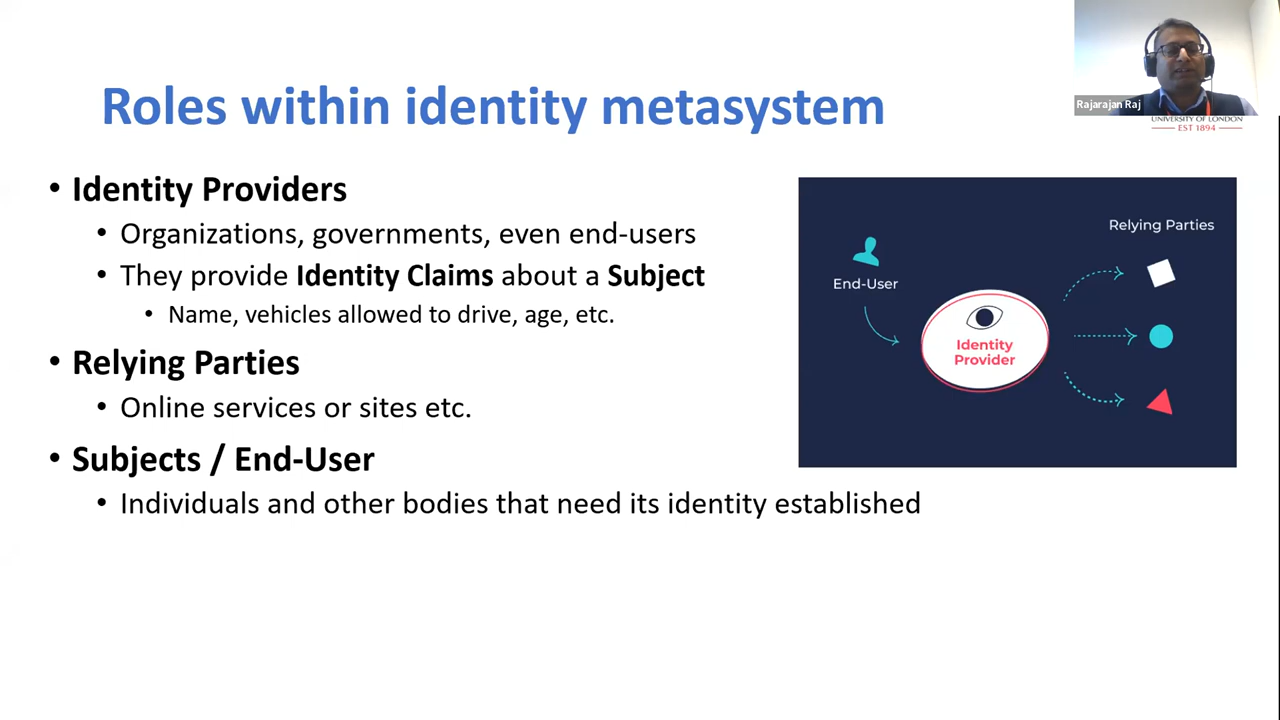 Rajarajan Raj
UNIVERSITY OF LONDON
EST 1894
Roles within identity metasystem
• Identity Providers
• Organizations, governments, even end-users
• They provide Identity Claims about a Subject
• Name, vehicles allowed to drive, age, etc.
• Relying Parties
• Online services or sites etc.
• Subjects / End-User
• Individuals and other bodies that need its identity established
Relying Parties
End-User
Identity
Provider